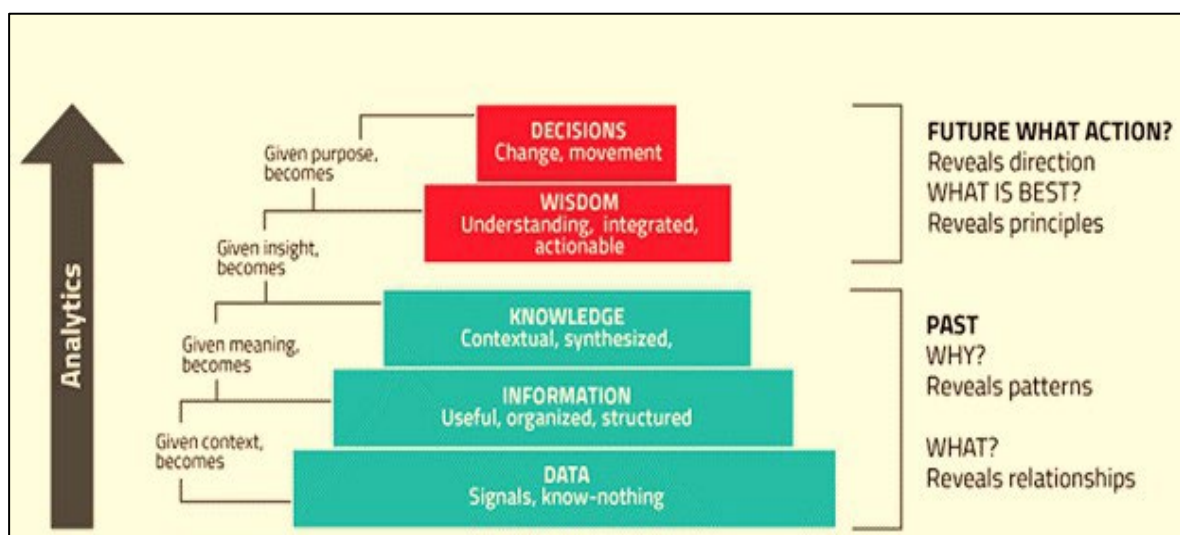 Analytics
Given purpose,
becomes
Given insight,
becomes
Given meaning,
becomes
Given context,
becomes
DECISIONS
Change, movement
WISDOM
Understanding, integrated,
actionable
KNOWLEDGE
Contextual, synthesized,
INFORMATION
Useful, organized, structured
DATA
Signals, know-nothing
FUTURE WHAT ACTION?
Reveals direction
WHAT IS BEST?
Reveals principles
PAST
WHY?
Reveals patterns
WHAT?
Reveals relationships